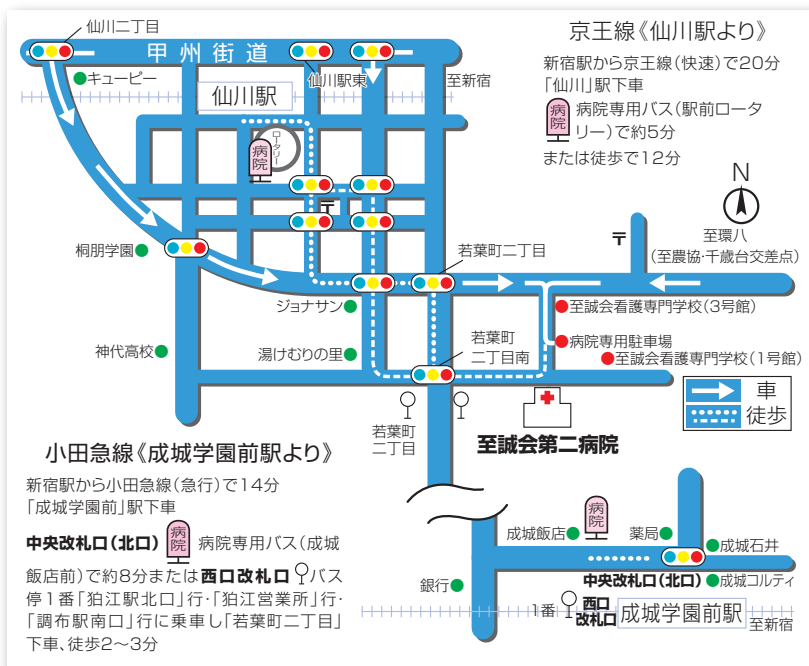 仙川二丁目
甲州街道
仙川駅東
キューピー
至新宿
仙川駅
ロータリー
病院
京王線《仙川駅より》
新宿駅から京王線(快速)で20分
「仙川」駅下車
病院
病院専用バス(駅前ロータ
リー)で約5分
または徒歩で12分
N
〒
〒
至環八
(至農協・千歳台交差点)
桐朋学園
若葉町二丁目
ジョナサン
至誠会看護専門学校(3号館)
神代高校
湯けむりの里
若葉町
二丁目南
病院専用駐車場
至誠会看護専門学校(1号館)
車
徒歩
若葉町
二丁目
至誠会第二病院
小田急線《成城学園前駅より》
新宿駅から小田急線(急行)で14分
「成城学園前」駅下車
中央改札口(北口)
病院
病院専用バス(成城
飯店前)で約8分または西口改札口バス
停1番「狛江駅北口」行・「狛江営業所」行・
「調布駅南口」行に乗車し「若葉町二丁目」
下車、徒歩2〜3分
成城飯店
病院
薬局
成城石井
中央改札口(北口)
成城コルティ
銀行
1番
西口
改札口
成城学園前駅
至新宿